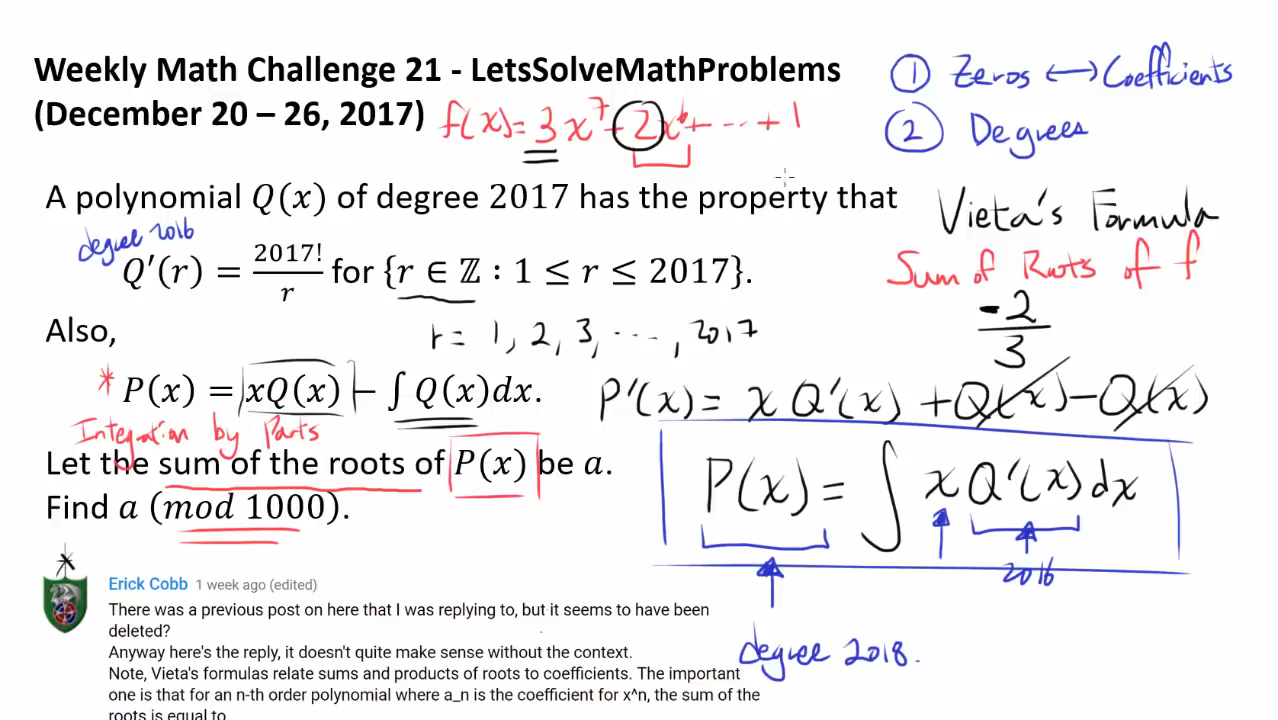 Weekly Math Challenge 21 - LetsSolveMathProblems
(December 20 – 26, 2017)
f(x) = 3x⁷ + 2x⁶ + ⋯ + 1
① Zeros ↔ Coefficients
② Degrees
A polynomial Q(x) of degree 2017 has the property that
degree 2016
Q′(r) = 2017!/r for {r ∈ ℤ : 1 ≤ r ≤ 2017}.
Vieta's Formula
Sum of Roots of f
-2/3
Also,
r = 1, 2, 3, ⋯, 2017
* P(x) = xQ(x) − ∫ Q(x)dx.
P′(x) = x Q′(x) + Q(x) − Q(x)
Integration by Parts
Let the sum of the roots of P(x) be a.
Find a (mod 1000).
P(x) = ∫ x Q′(x) dx
2016
degree 2018.
*
Erick Cobb 1 week ago (edited)
There was a previous post on here that I was replying to, but it seems to have been
deleted?
Anyway here's the reply, it doesn't quite make sense without the context.
Note, Vieta's formulas relate sums and products of roots to coefficients. The important
one is that for an n-th order polynomial where a_n is the coefficient for x^n, the sum of the
roots is equal to